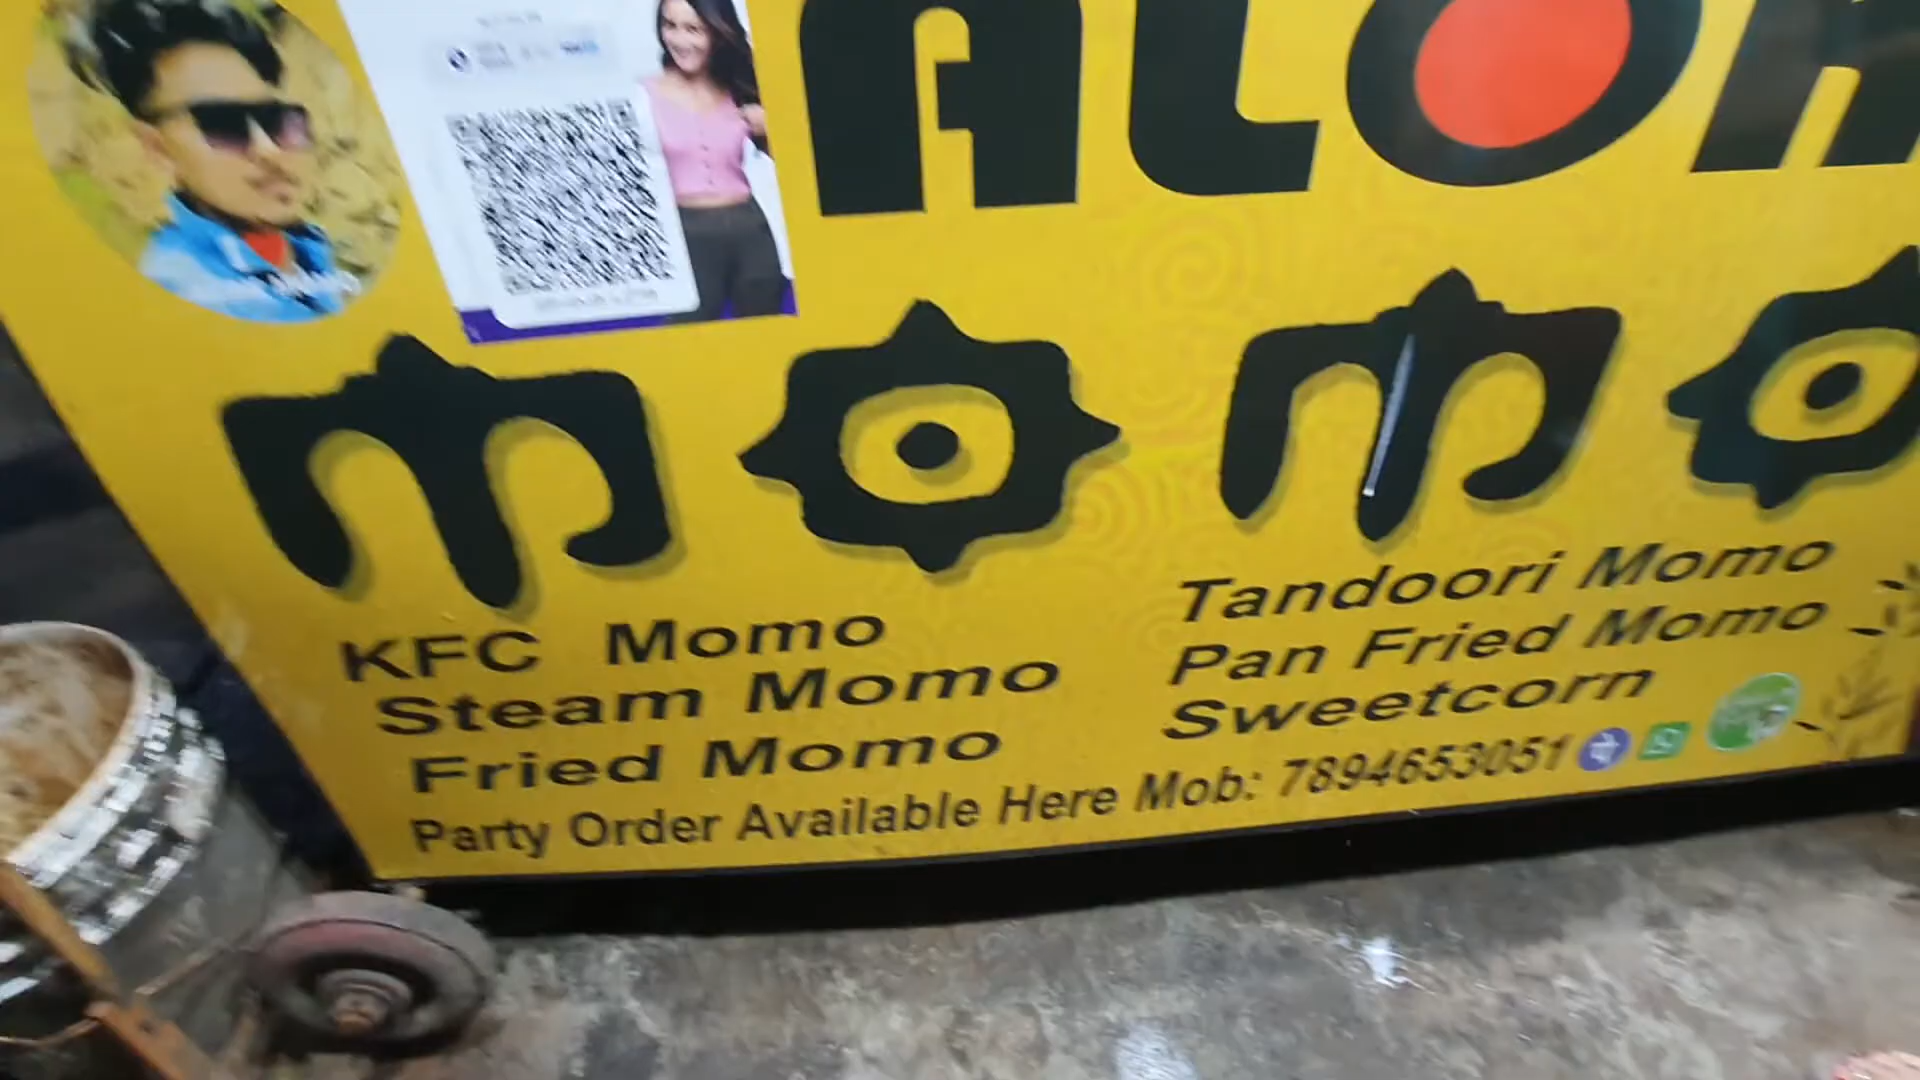 ALOK
MOMO
KFC Momo
Steam Momo
Fried Momo
Tandoori Momo
Pan Fried Momo
Sweetcorn
Party Order Available Here Mob: 7894653051